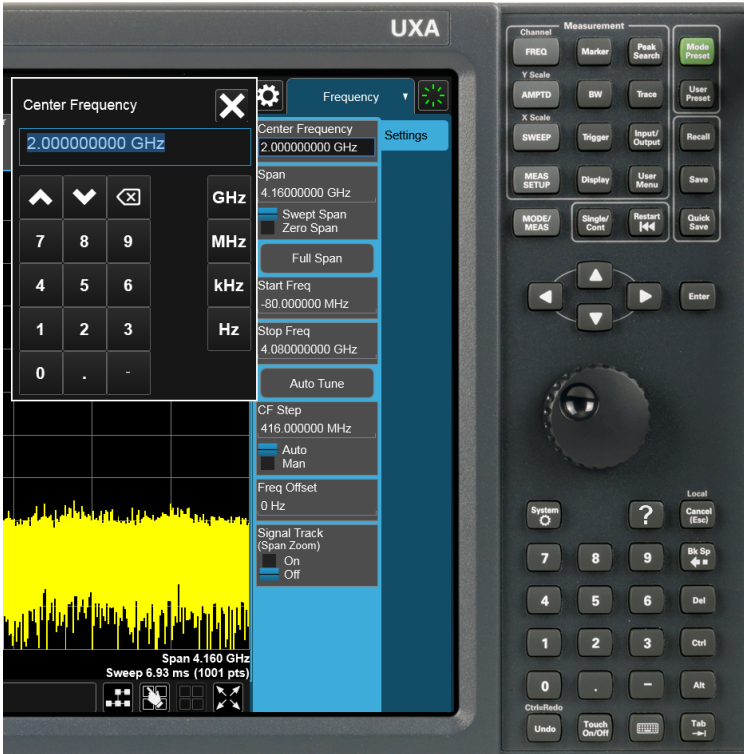 UXA
Center Frequency
2.000000000 GHz
GHz
7 8 9 MHz
4 5 6 kHz
1 2 3 Hz
0 . -
Frequency
Settings
Center Frequency
2.000000000 GHz
Span
4.16000000 GHz
Swept Span
Zero Span
Full Span
Start Freq
-80.000000 MHz
Stop Freq
4.080000000 GHz
Auto Tune
CF Step
416.000000 MHz
Auto
Man
Freq Offset
0 Hz
Signal Track
(Span Zoom)
On
Off
Span 4.160 GHz
Sweep 6.93 ms (1001 pts)
Measurement
Channel
FREQ Marker Peak
Search Mode
Preset
Y Scale
AMPTD BW Trace User
Preset
X Scale
SWEEP Trigger Input/
Output Recall
MEAS
SETUP Display User
Menu Save
MODE/
MEAS Single/
Cont Restart Quick
Save
Enter
Local
System ? Cancel
(Esc)
7 8 9 Bk Sp
4 5 6 Del
1 2 3 Ctrl
0 . - Alt
Ctrl=Redo
Undo Touch
On/Off Tab